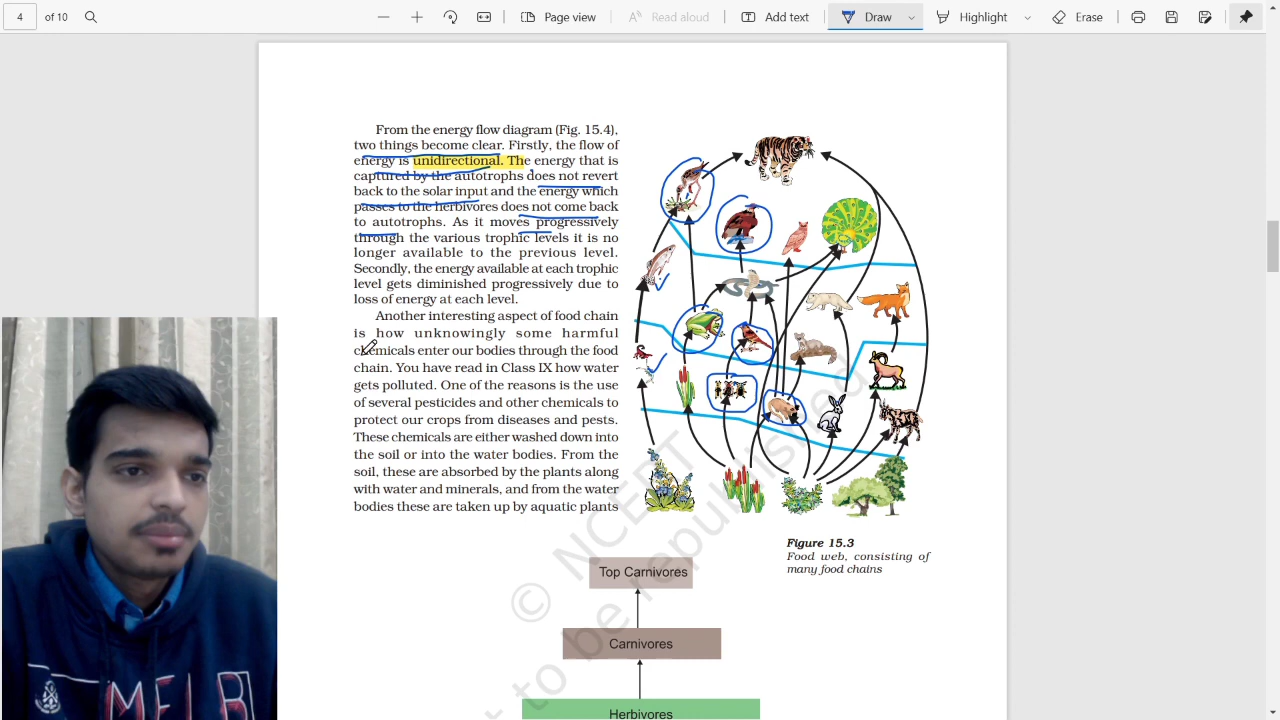 4 of 10
Page view
Read aloud
Add text
Draw
Highlight
Erase
From the energy flow diagram (Fig. 15.4),
two things become clear. Firstly, the flow of
energy is unidirectional. The energy that is
captured by the autotrophs does not revert
back to the solar input and the energy which
passes to the herbivores does not come back
to autotrophs. As it moves progressively
through the various trophic levels it is no
longer available to the previous level.
Secondly, the energy available at each trophic
level gets diminished progressively due to
loss of energy at each level.
Another interesting aspect of food chain
is how unknowingly some harmful
chemicals enter our bodies through the food
chain. You have read in Class IX how water
gets polluted. One of the reasons is the use
of several pesticides and other chemicals to
protect our crops from diseases and pests.
These chemicals are either washed down into
the soil or into the water bodies. From the
soil, these are absorbed by the plants along
with water and minerals, and from the water
bodies these are taken up by aquatic plants
Figure 15.3
Food web, consisting of
many food chains
© NCERT
to be republished
Top Carnivores
Carnivores
Herbivores
MELB